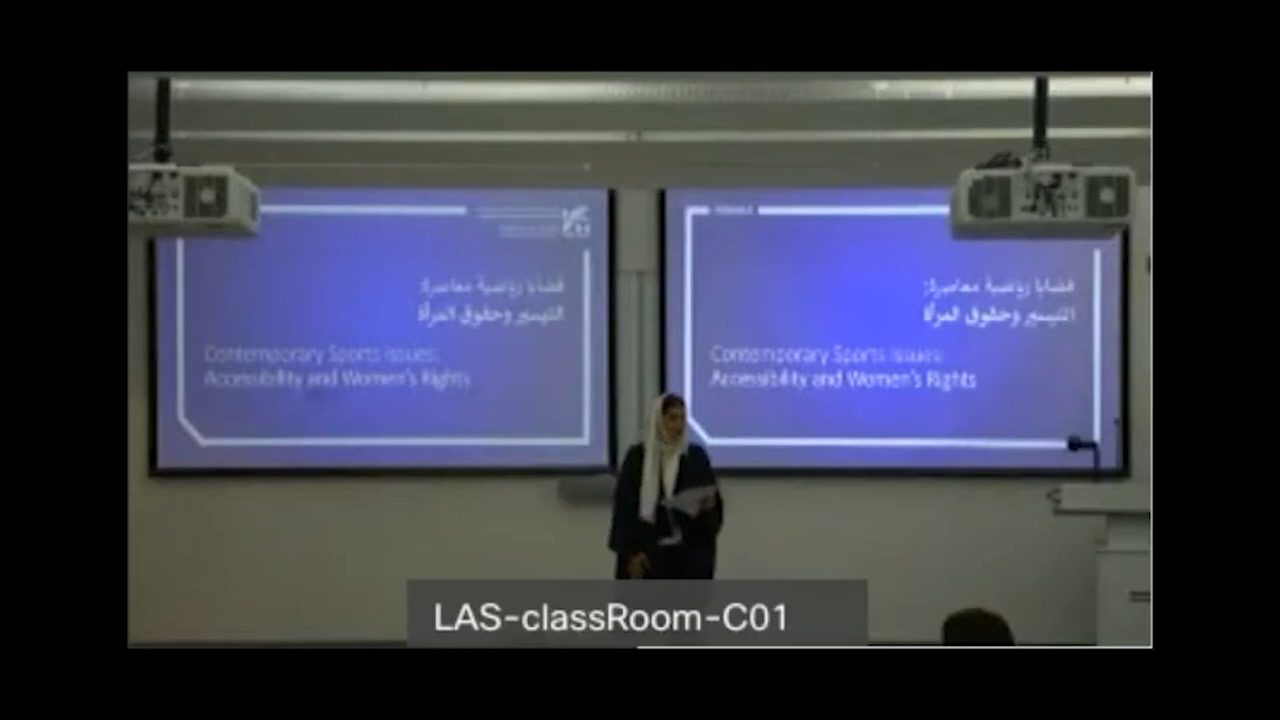 قضايا رياضية معاصرة:
التيسير وحقوق المرأة
Contemporary Sports Issues:
Accessibility and Women's Rights
قضايا رياضية معاصرة:
التيسير وحقوق المرأة
Contemporary Sports Issues:
Accessibility and Women's Rights
LAS-classRoom-C01